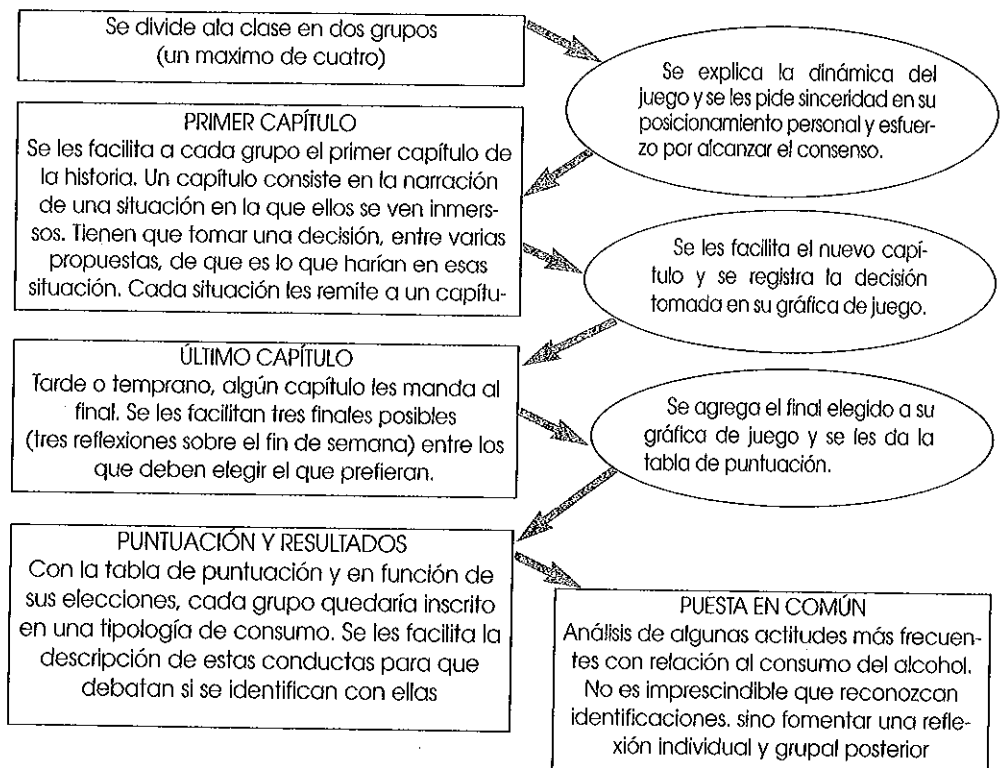 Se divide ala clase en dos grupos
(un maximo de cuatro)
Se explica la dinámica del
juego y se les pide sinceridad en su
posicionamiento personal y esfuer-
zo por alcanzar el consenso.
PRIMER CAPÍTULO
Se les facilita a cada grupo el primer capítulo de
la historia. Un capítulo consiste en la narración
de una situación en la que ellos se ven inmers-
sos. Tienen que tomar una decisión, entre varias
propuestas, de que es lo que harían en esas
situación. Cada situación les remite a un capítu-
Se les facilita el nuevo capí-
tulo y se registra la decisión
tomada en su gráfica de juego.
ÚLTIMO CAPÍTULO
Tarde o temprano, algún capítulo les manda al
final. Se les facilitan tres finales posibles
(tres reflexiones sobre el fin de semana) entre los
que deben elegir el que prefieran.
Se agrega el final elegido a su
gráfica de juego y se les da la
tabla de puntuación.
PUNTUACIÓN Y RESULTADOS
Con la tabla de puntuación y en función de
sus elecciones, cada grupo quedaría inscrito
en una tipología de consumo. Se les facilita la
descripción de estas conductas para que
debatan si se identifican con ellas
PUESTA EN COMÚN
Análisis de algunas actitudes más frecuen-
tes con relación al consumo del alcohol.
No es imprescindible que reconozcan
identificaciones. sino fomentar una refle-
xión individual y grupal posterior